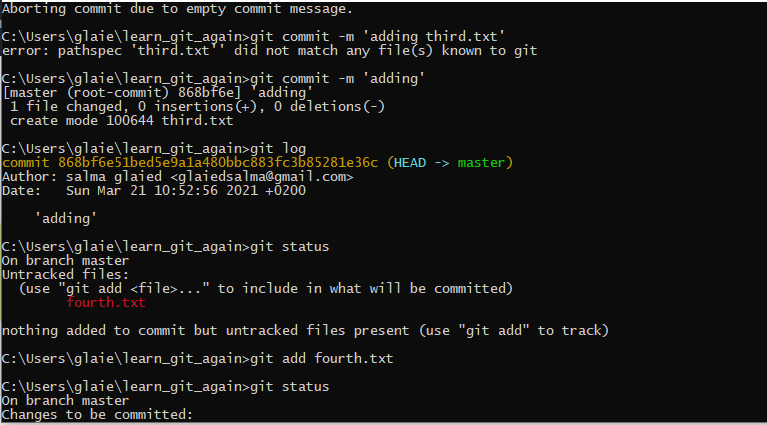 Aborting commit due to empty commit message.
C:\Users\glaie\learn_git_again>git commit -m 'adding third.txt'
error: pathspec 'third.txt'' did not match any file(s) known to git
C:\Users\glaie\learn_git_again>git commit -m 'adding'
[master (root-commit) 868bf6e] 'adding'
 1 file changed, 0 insertions(+), 0 deletions(-)
 create mode 100644 third.txt
C:\Users\glaie\learn_git_again>git log
commit 868bf6e51bed5e9a1a480bbc883fc3b85281e36c (HEAD -> master)
Author: salma glaied <glaiedsalma@gmail.com>
Date:   Sun Mar 21 10:52:56 2021 +0200
    'adding'
C:\Users\glaie\learn_git_again>git status
On branch master
Untracked files:
  (use "git add <file>..." to include in what will be committed)
        fourth.txt
nothing added to commit but untracked files present (use "git add" to track)
C:\Users\glaie\learn_git_again>git add fourth.txt
C:\Users\glaie\learn_git_again>git status
On branch master
Changes to be committed: